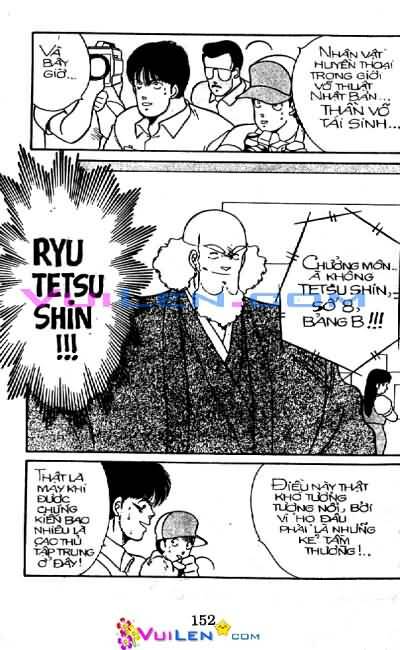 VÀ
BÂY
GIỜ...
NHÂN VẬT
HUYỀN THOẠI
TRONG GIỚI
VÕ THUẬT
NHẬT BẢN...
THẦN VÕ
TÁI SINH...
RYU
TETSU
SHIN
!!!
CHƯỞNG MÔN
À KHÔNG
TETSU SHIN,
SỐ 8,
BẢNG B!!!
VUILEN.COM
THẬT LÀ
MAY KHI
ĐƯỢC
CHỨNG
KIẾN BAO
NHIÊU LÀ
CAO THỦ
TẬP TRUNG
Ở ĐÂY!
ĐIỀU NÀY THẬT
KHÓ TƯỞNG
TƯỢNG NỔI, BỞI
VÌ HỌ ĐÂU
PHẢI LÀ NHỮNG
KẺ TẦM
THƯỜNG!..
152
VUILEN.COM